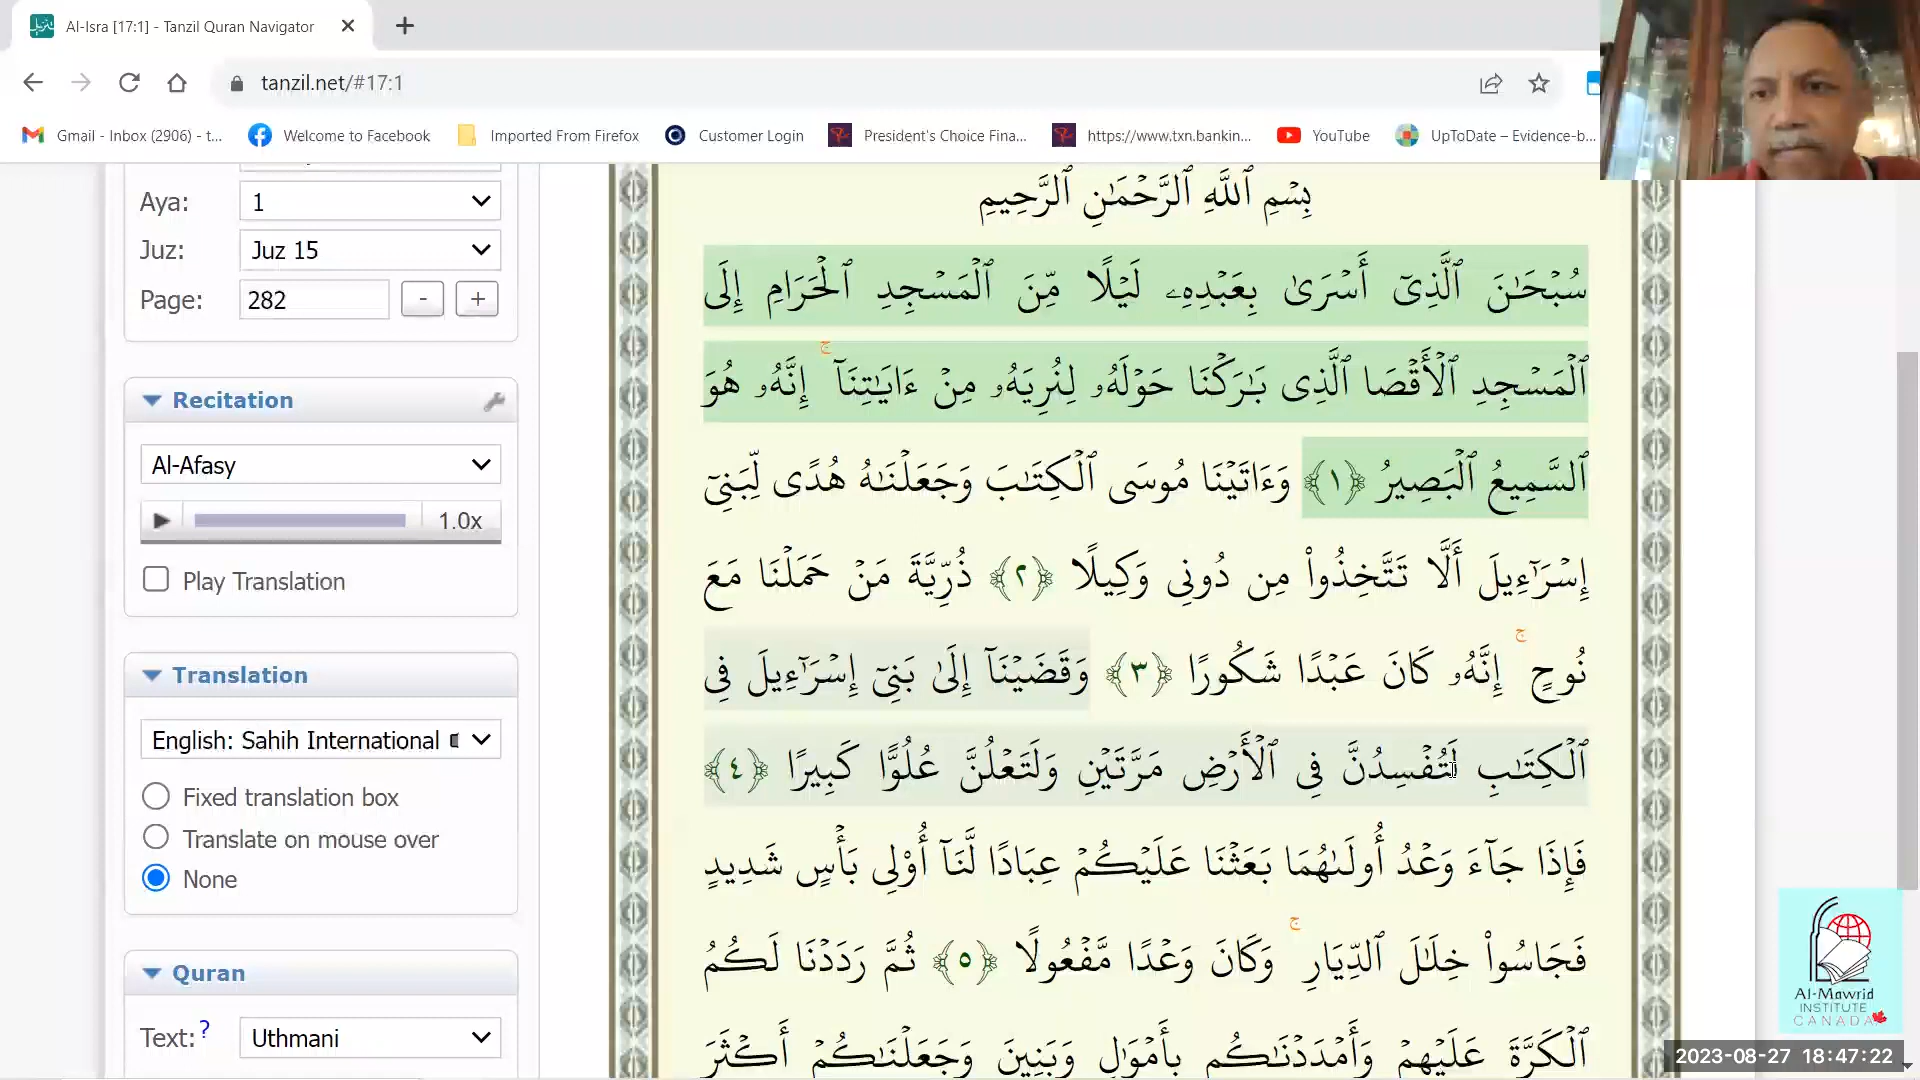 Al-Isra [17:1] - Tanzil Quran Navigator
tanzil.net/#17:1
Gmail - Inbox (2906) - t...
Welcome to Facebook
Imported From Firefox
Customer Login
President's Choice Fina...
https://www.txn.bankin...
YouTube
UpToDate – Evidence-b...
Aya: 1
Juz: Juz 15
Page: 282 - +
Recitation
Al-Afasy
1.0x
Play Translation
Translation
English: Sahih International
Fixed translation box
Translate on mouse over
None
Quran
Text:? Uthmani
بِسْمِ ٱللَّهِ ٱلرَّحْمَـٰنِ ٱلرَّحِيمِ
سُبْحَـٰنَ ٱلَّذِىٓ أَسْرَىٰ بِعَبْدِهِۦ لَيْلًا مِّنَ ٱلْمَسْجِدِ ٱلْحَرَامِ إِلَى
ٱلْمَسْجِدِ ٱلْأَقْصَا ٱلَّذِى بَـٰرَكْنَا حَوْلَهُۥ لِنُرِيَهُۥ مِنْ ءَايَـٰتِنَآ ۚ إِنَّهُۥ هُوَ
ٱلسَّمِيعُ ٱلْبَصِيرُ ﴿١﴾ وَءَاتَيْنَا مُوسَى ٱلْكِتَـٰبَ وَجَعَلْنَـٰهُ هُدًى لِّبَنِىٓ
إِسْرَٰٓءِيلَ أَلَّا تَتَّخِذُوا۟ مِن دُونِى وَكِيلًا ﴿٢﴾ ذُرِّيَّةَ مَنْ حَمَلْنَا مَعَ
نُوحٍ ۚ إِنَّهُۥ كَانَ عَبْدًا شَكُورًا ﴿٣﴾ وَقَضَيْنَآ إِلَىٰ بَنِىٓ إِسْرَٰٓءِيلَ فِى
ٱلْكِتَـٰبِ لَتُفْسِدُنَّ فِى ٱلْأَرْضِ مَرَّتَيْنِ وَلَتَعْلُنَّ عُلُوًّا كَبِيرًا ﴿٤﴾
فَإِذَا جَآءَ وَعْدُ أُولَىٰهُمَا بَعَثْنَا عَلَيْكُمْ عِبَادًا لَّنَآ أُو۟لِى بَأْسٍ شَدِيدٍ
فَجَاسُوا۟ خِلَـٰلَ ٱلدِّيَارِ ۚ وَكَانَ وَعْدًا مَّفْعُولًا ﴿٥﴾ ثُمَّ رَدَدْنَا لَكُمُ
ٱلْكَرَّةَ عَلَيْهِمْ وَأَمْدَدْنَـٰكُم بِأَمْوَٰلٍ وَبَنِينَ وَجَعَلْنَـٰكُمْ أَكْثَرَ
Al-Mawrid
INSTITUTE
CANADA
2023-08-27 18:47:22